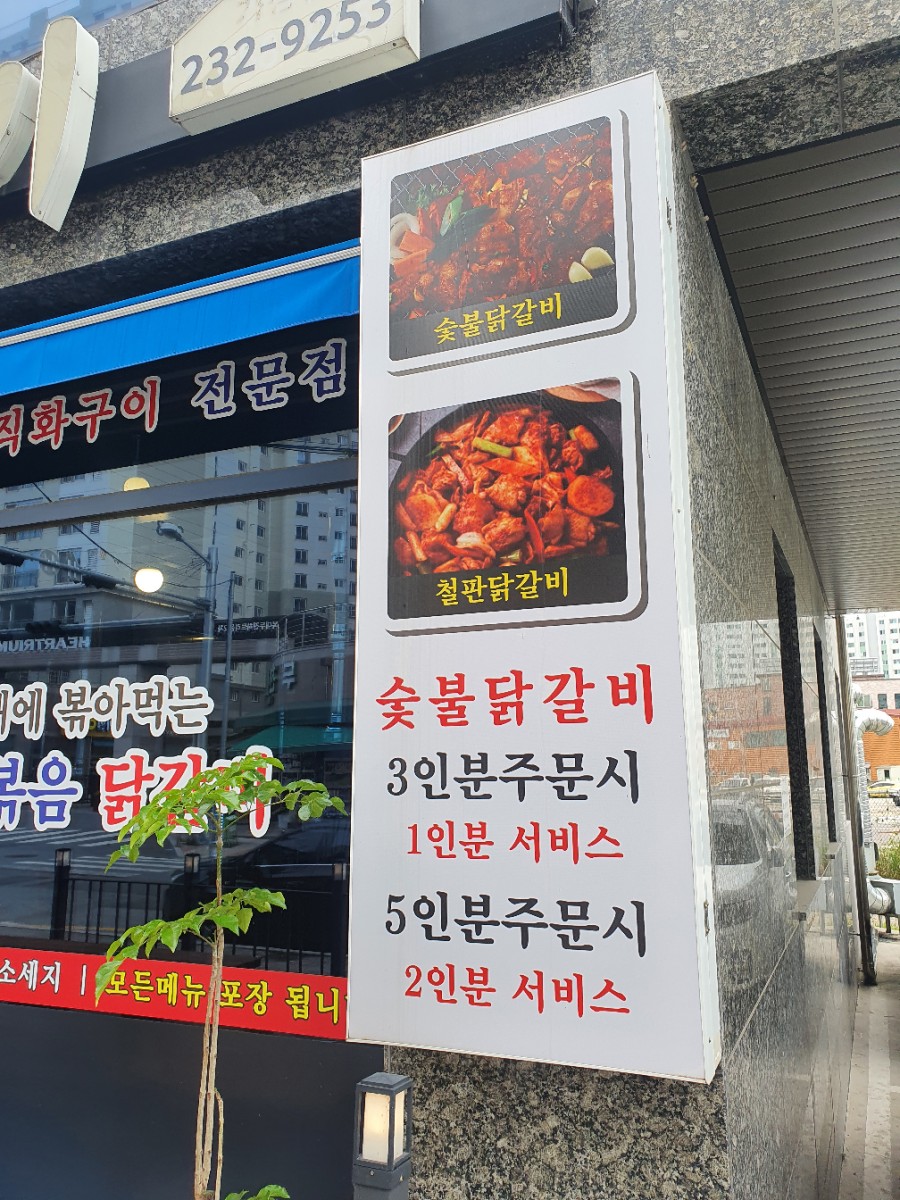 232-9253
숯불닭갈비
직화구이 전문점
철판닭갈비
에 볶아먹는
볶음 닭갈비
숯불닭갈비
3인분주문시
1인분 서비스
5인분주문시
2인분 서비스
소세지 | 모든메뉴 포장 됩니